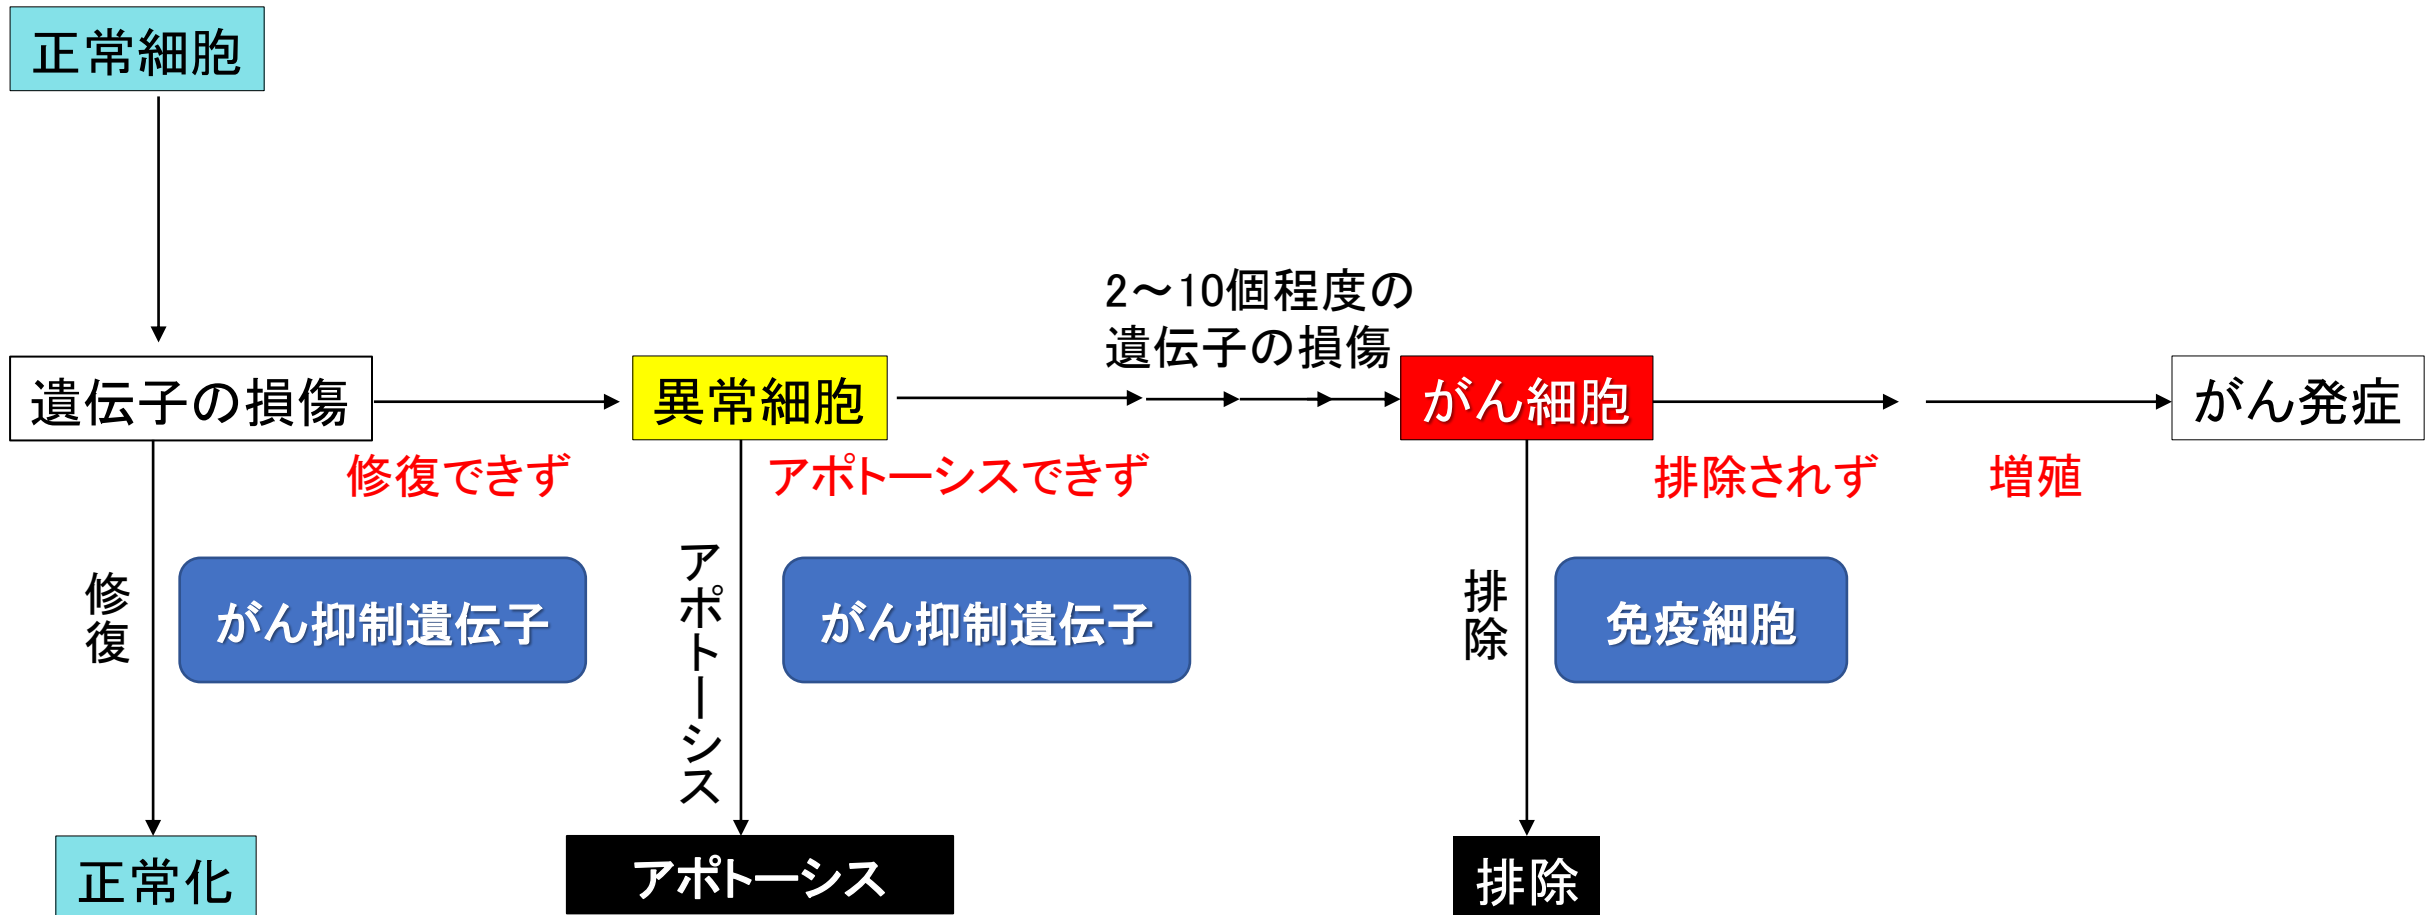 正常細胞
2～10個程度の
遺伝子の損傷
遺伝子の損傷
異常細胞
がん細胞
がん発症
修復できず
アポトーシスできず
排除されず
増殖
修復
がん抑制遺伝子
アポトーシス
がん抑制遺伝子
排除
免疫細胞
正常化
アポトーシス
排除